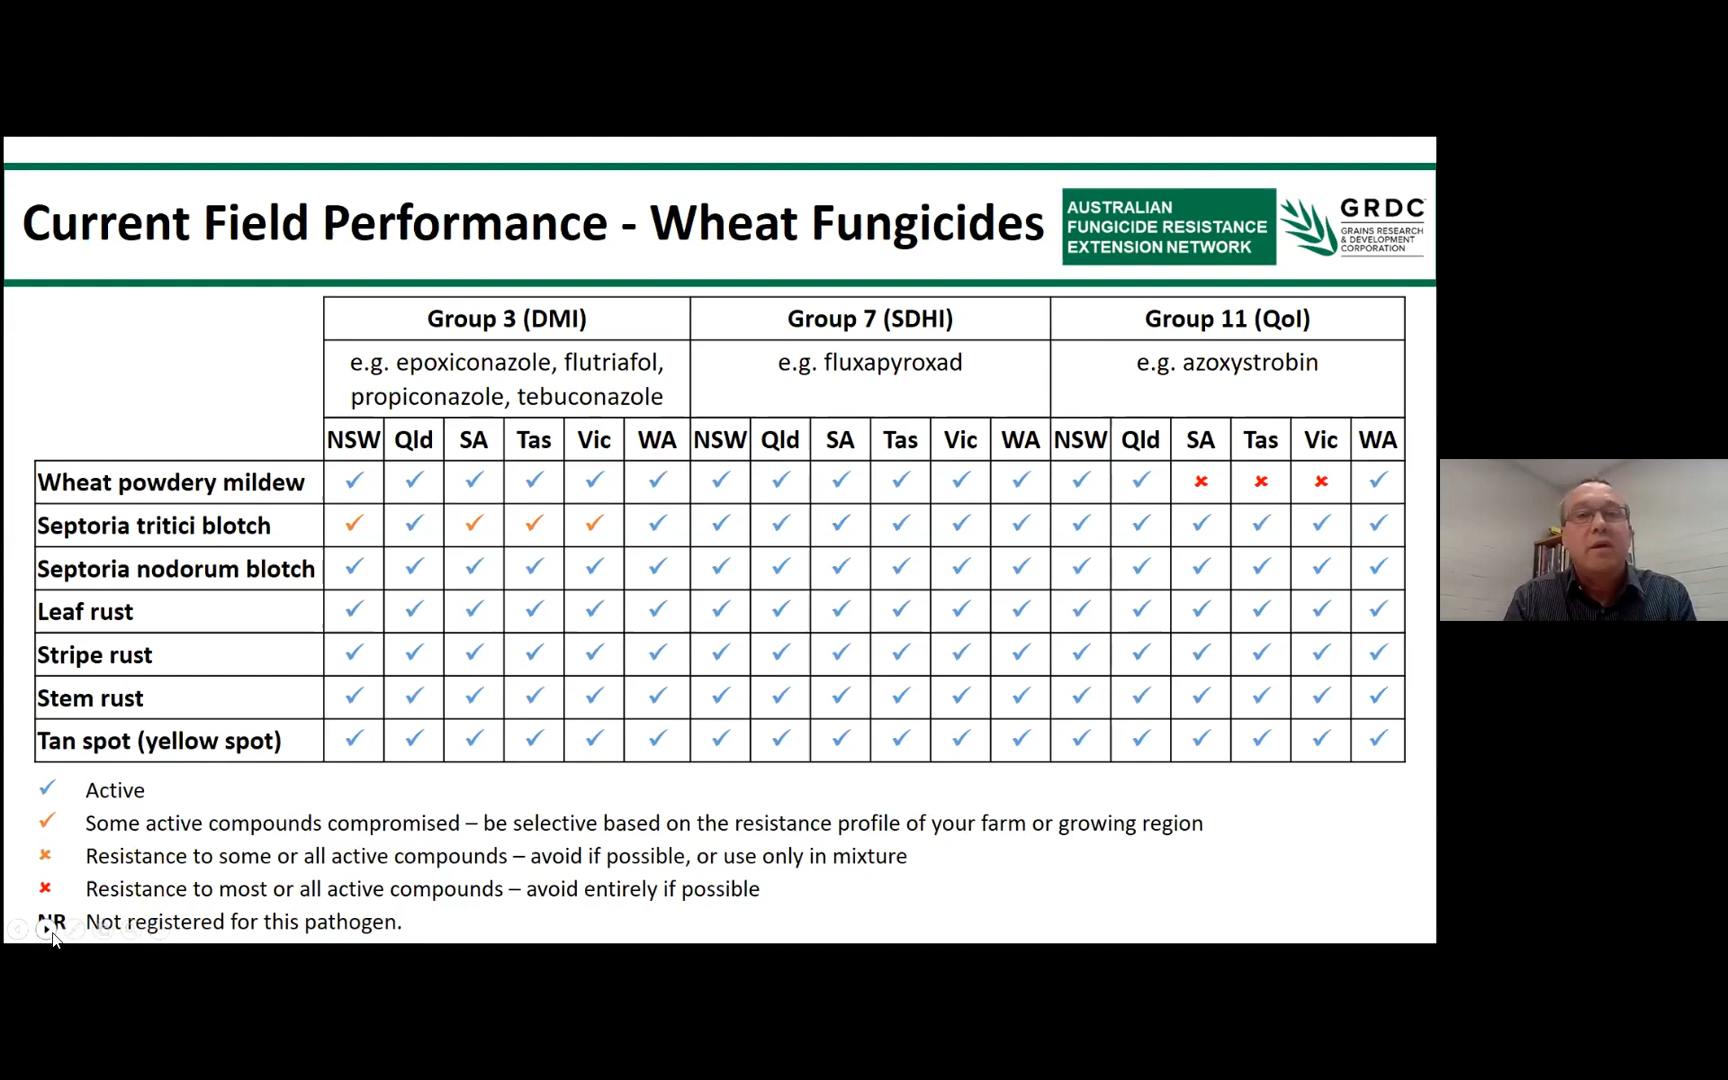 Current Field Performance - Wheat Fungicides
AUSTRALIAN
FUNGICIDE RESISTANCE
EXTENSION NETWORK
GRDC
GRAINS RESEARCH
& DEVELOPMENT
CORPORATION
Group 3 (DMI) Group 7 (SDHI) Group 11 (QoI)
e.g. epoxiconazole, flutriafol, e.g. fluxapyroxad e.g. azoxystrobin
propiconazole, tebuconazole
NSW Qld SA Tas Vic WA NSW Qld SA Tas Vic WA NSW Qld SA Tas Vic WA
Wheat powdery mildew ✓ ✓ ✓ ✓ ✓ ✓ ✓ ✓ ✓ ✓ ✓ ✓ ✓ ✓ ✘ ✘ ✘ ✓
Septoria tritici blotch ✓ ✓ ✓ ✓ ✓ ✓ ✓ ✓ ✓ ✓ ✓ ✓ ✓ ✓ ✓ ✓ ✓ ✓
Septoria nodorum blotch ✓ ✓ ✓ ✓ ✓ ✓ ✓ ✓ ✓ ✓ ✓ ✓ ✓ ✓ ✓ ✓ ✓ ✓
Leaf rust ✓ ✓ ✓ ✓ ✓ ✓ ✓ ✓ ✓ ✓ ✓ ✓ ✓ ✓ ✓ ✓ ✓ ✓
Stripe rust ✓ ✓ ✓ ✓ ✓ ✓ ✓ ✓ ✓ ✓ ✓ ✓ ✓ ✓ ✓ ✓ ✓ ✓
Stem rust ✓ ✓ ✓ ✓ ✓ ✓ ✓ ✓ ✓ ✓ ✓ ✓ ✓ ✓ ✓ ✓ ✓ ✓
Tan spot (yellow spot) ✓ ✓ ✓ ✓ ✓ ✓ ✓ ✓ ✓ ✓ ✓ ✓ ✓ ✓ ✓ ✓ ✓ ✓
✓ Active
✓ Some active compounds compromised – be selective based on the resistance profile of your farm or growing region
✘ Resistance to some or all active compounds – avoid if possible, or use only in mixture
✘ Resistance to most or all active compounds – avoid entirely if possible
NR Not registered for this pathogen.